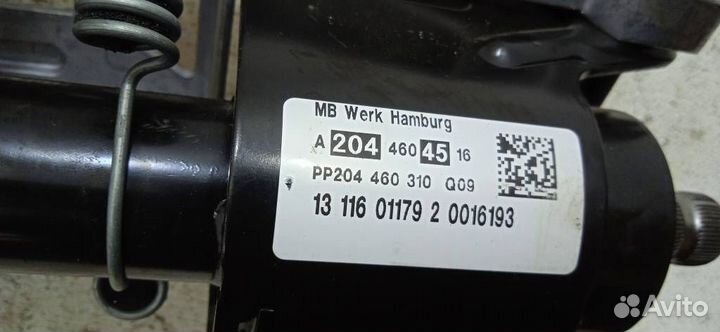 MB Werk Hamburg
A 204 460 45 16
PP204 460 310 Q09
13 116 01179 2 0016193
Avito